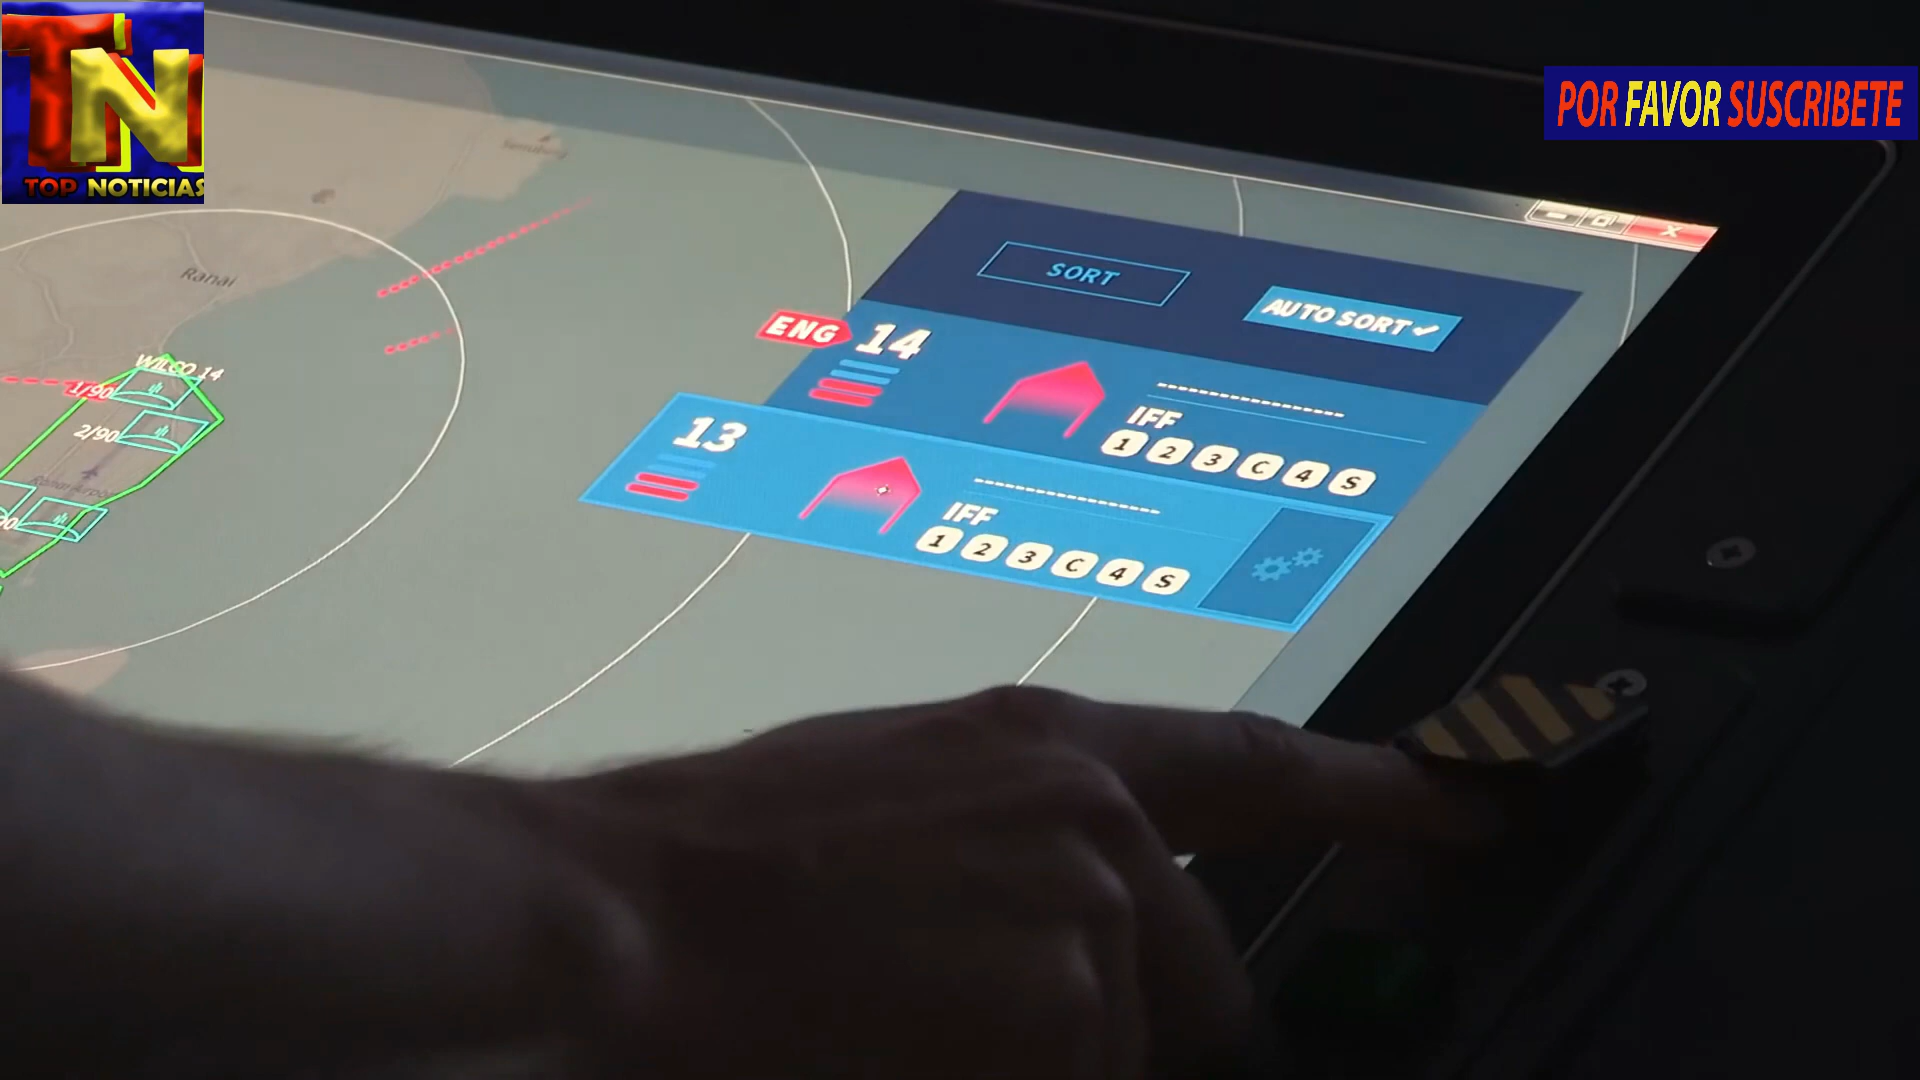 TN
TOP NOTICIAS
POR FAVOR SUSCRIBETE
Ranai
SORT
AUTO SORT
ENG
14
IFF
1 2 3 C 4 S
13
IFF
1 2 3 C 4 S
WILCO 14
1/90
2/90
X